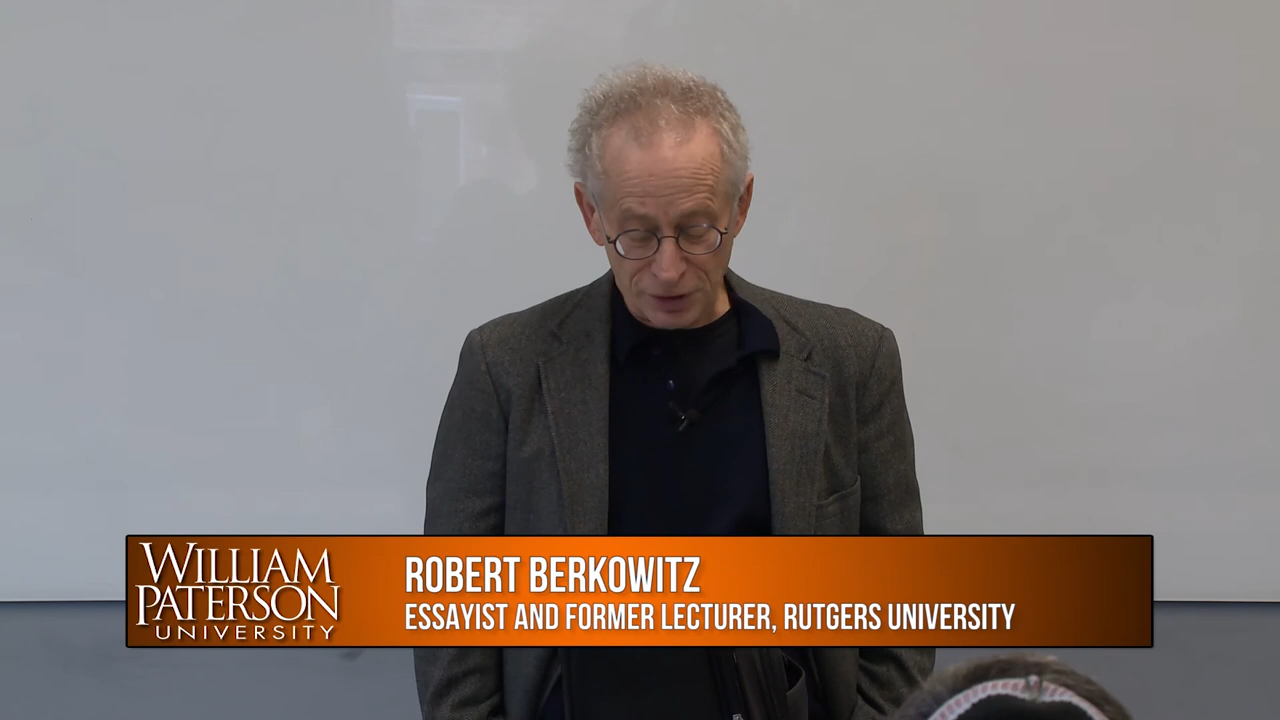 WILLIAM
PATERSON
UNIVERSITY
ROBERT BERKOWITZ
ESSAYIST AND FORMER LECTURER, RUTGERS UNIVERSITY